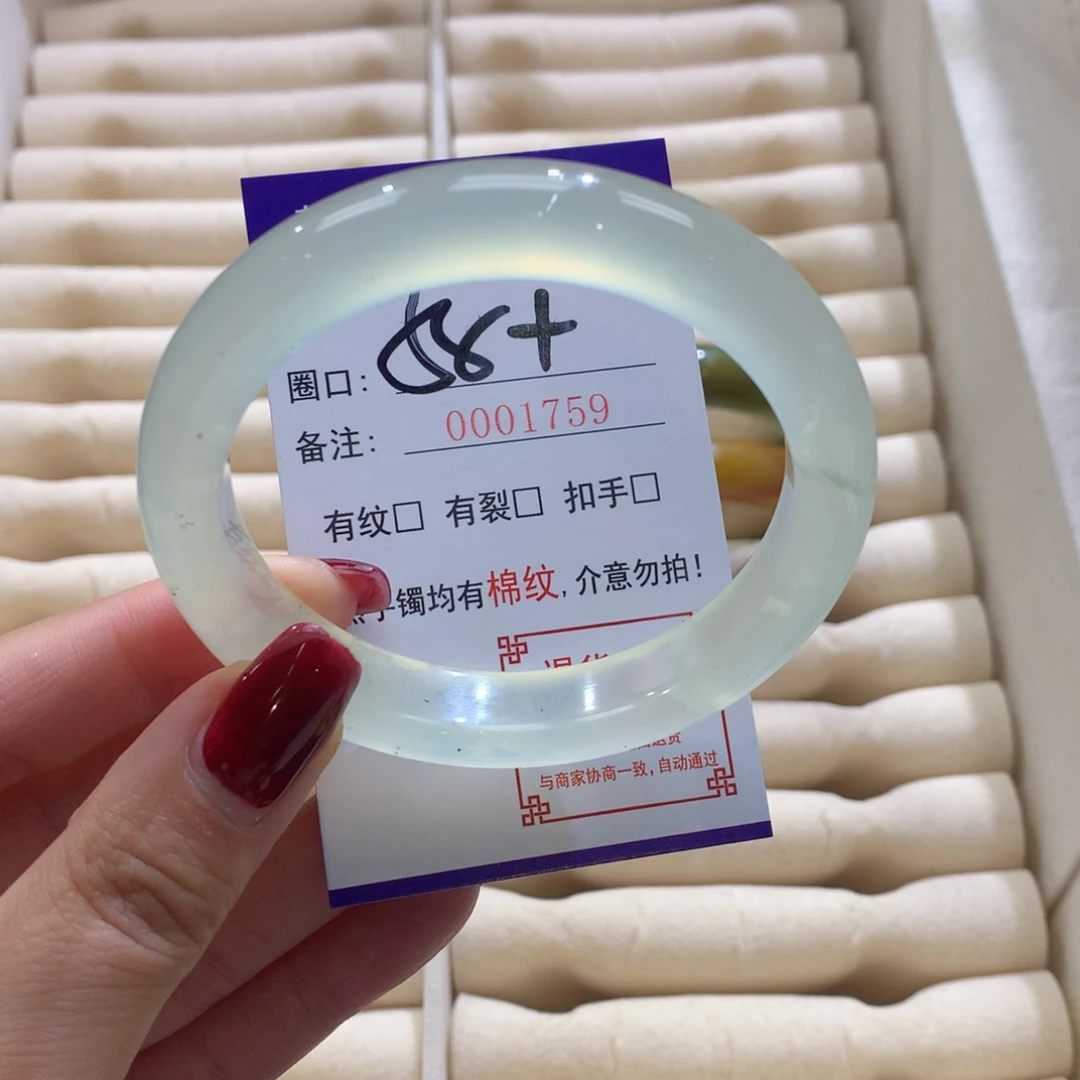 圈口: 58+
备注: 0001759
有纹□ 有裂□ 扣手□
手镯均有棉纹,介意勿拍!
与商家协商一致,自动通过